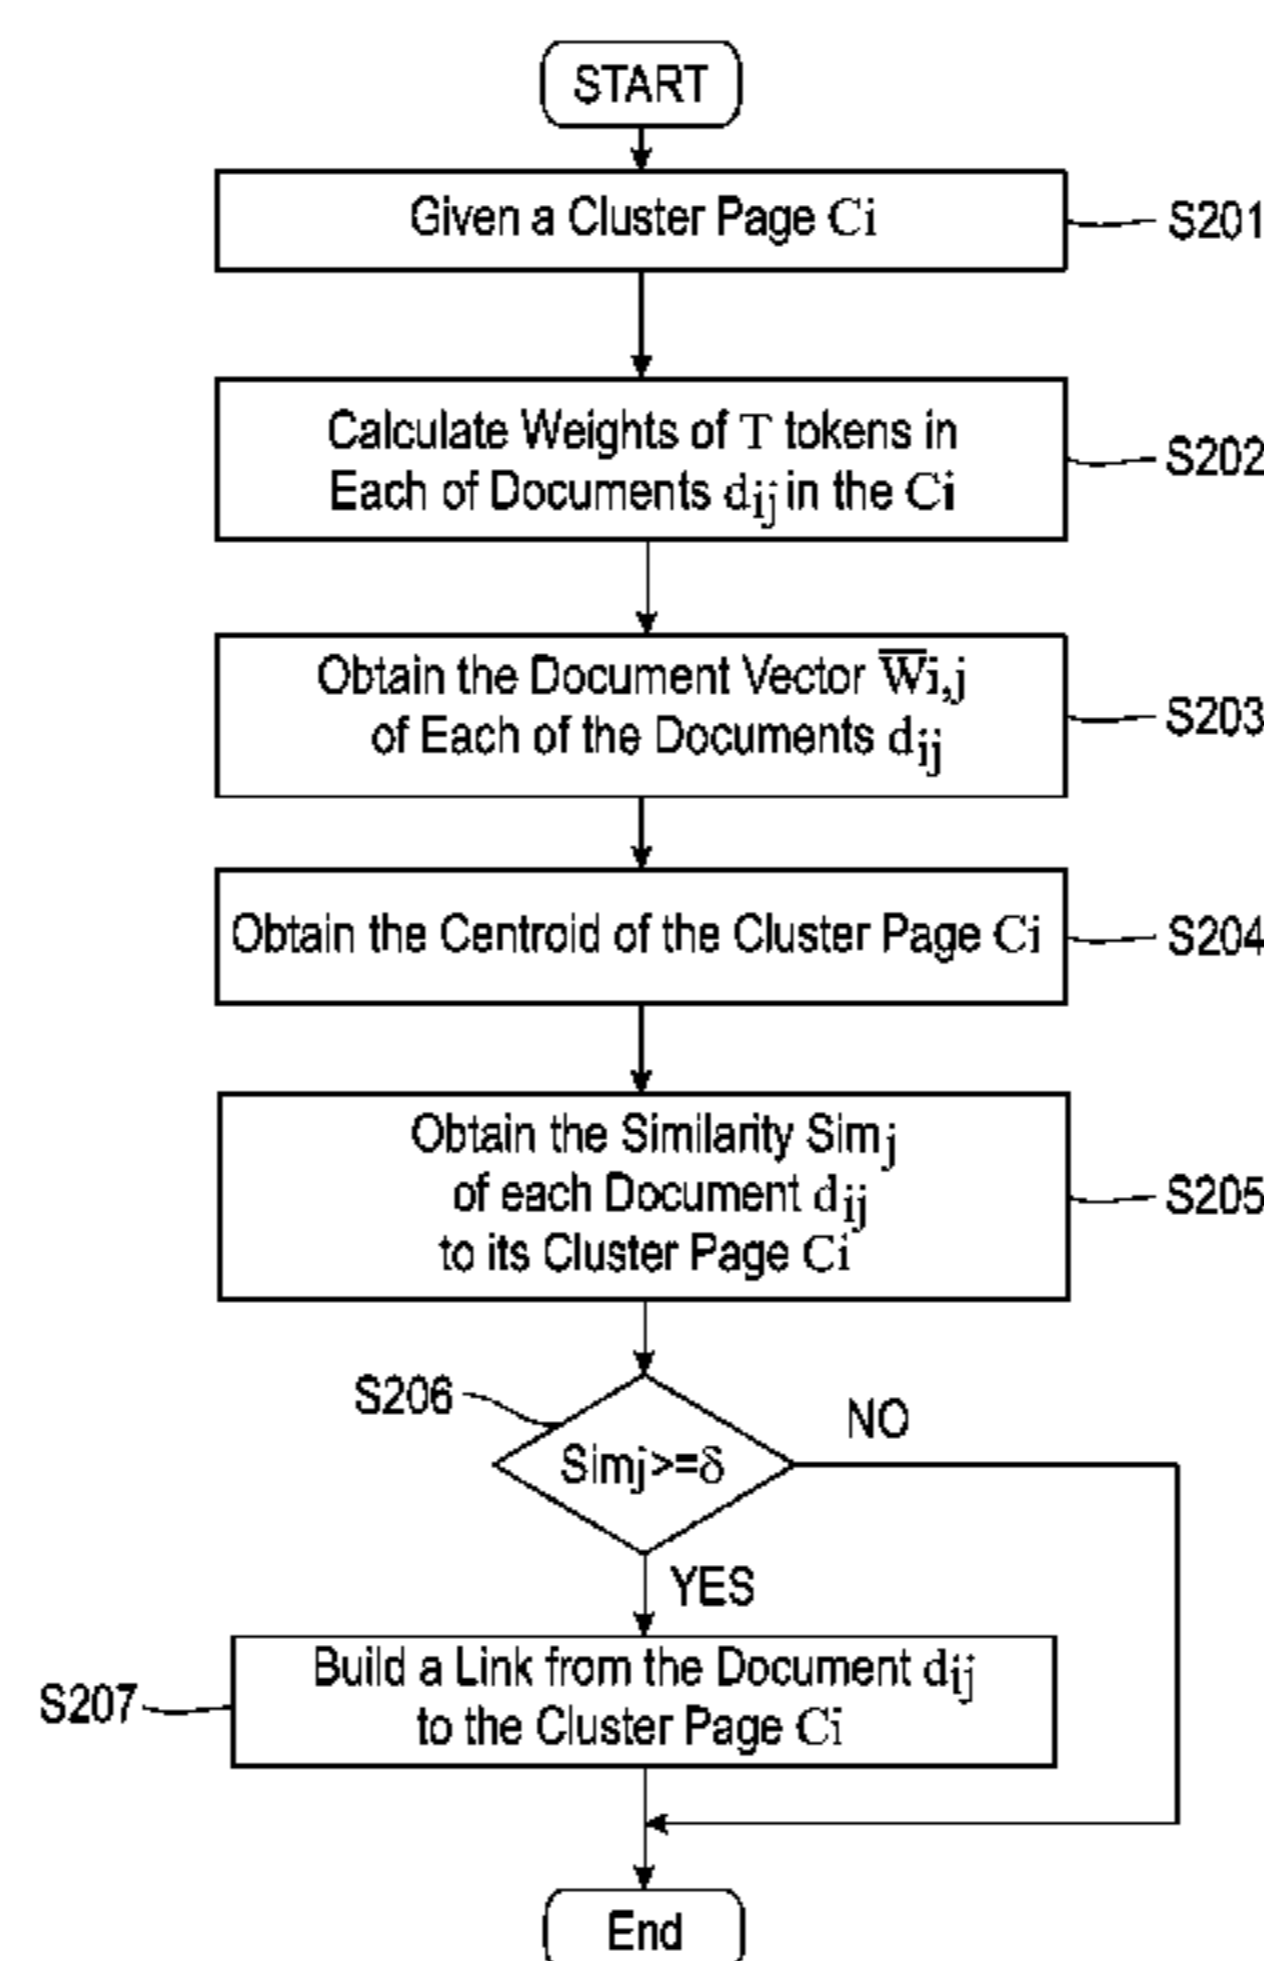 START
Given a Cluster Page Ci
S201
Calculate Weights of T tokens in
Each of Documents dij in the Ci
S202
Obtain the Document Vector W̅i,j
of Each of the Documents dij
S203
Obtain the Centroid of the Cluster Page Ci
S204
Obtain the Similarity Simj
of each Document dij
to its Cluster Page Ci
S205
S206
Simj>=δ
NO
YES
Build a Link from the Document dij
to the Cluster Page Ci
S207
End